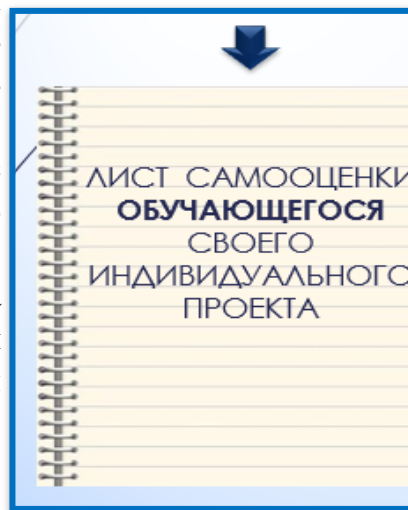 ЛИСТ САМООЦЕНКИ
ОБУЧАЮЩЕГОСЯ
СВОЕГО
ИНДИВИДУАЛЬНОГО
ПРОЕКТА